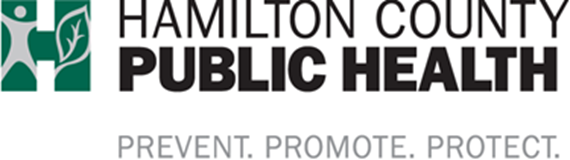 HAMILTON COUNTY
PUBLIC HEALTH
PREVENT. PROMOTE. PROTECT.